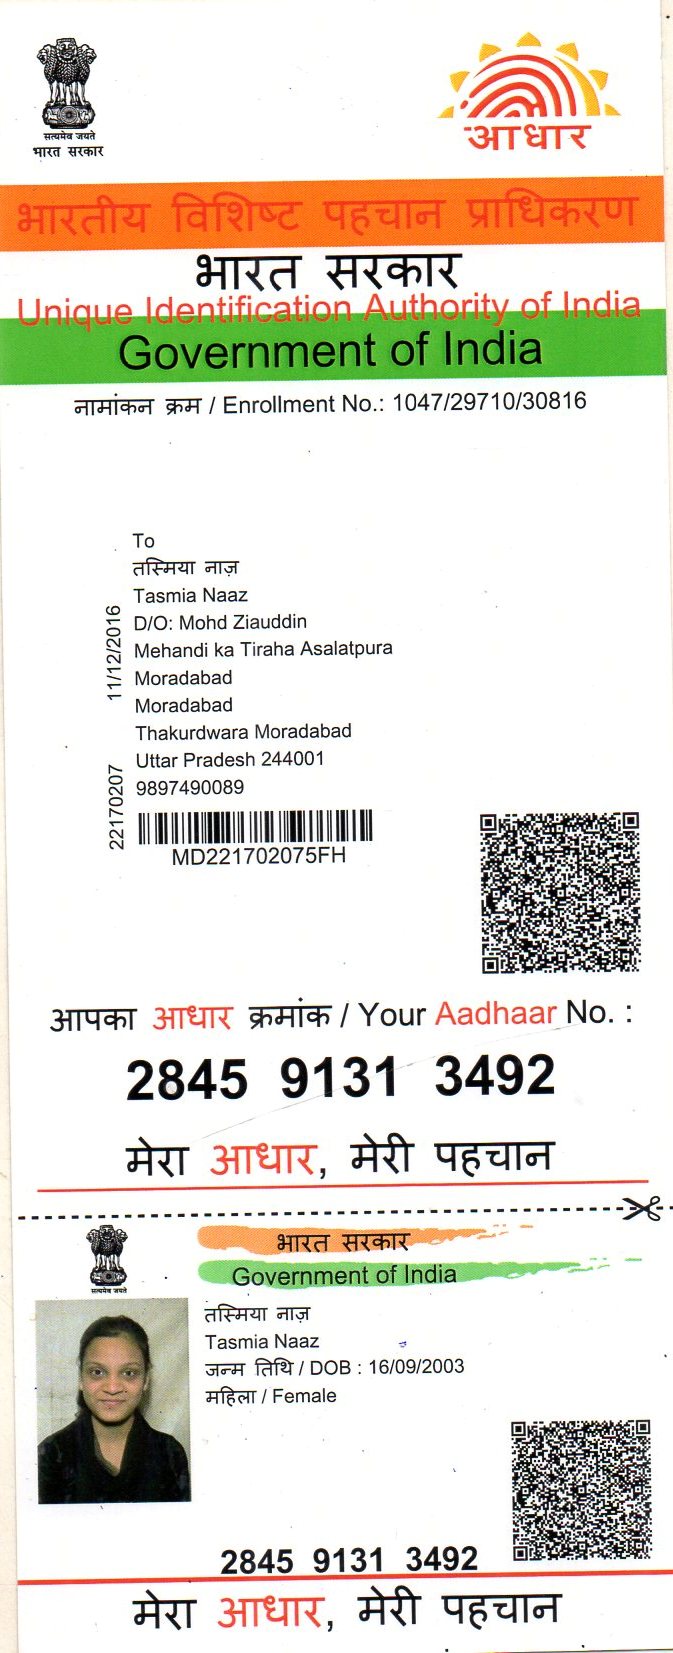 सत्यमेव जयते
भारत सरकार
आधार
भारतीय विशिष्ट पहचान प्राधिकरण
भारत सरकार
Unique Identification Authority of India
Government of India
नामांकन क्रम / Enrollment No.: 1047/29710/30816
To
तस्मिया नाज़
Tasmia Naaz
D/O: Mohd Ziauddin
Mehandi ka Tiraha Asalatpura
Moradabad
Moradabad
Thakurdwara Moradabad
Uttar Pradesh 244001
9897490089
11/12/2016
22170207
MD221702075FH
आपका आधार क्रमांक / Your Aadhaar No. :
2845 9131 3492
मेरा आधार, मेरी पहचान
सत्यमेव जयते
भारत सरकार
Government of India
तस्मिया नाज़
Tasmia Naaz
जन्म तिथि / DOB : 16/09/2003
महिला / Female
2845 9131 3492
मेरा आधार, मेरी पहचान